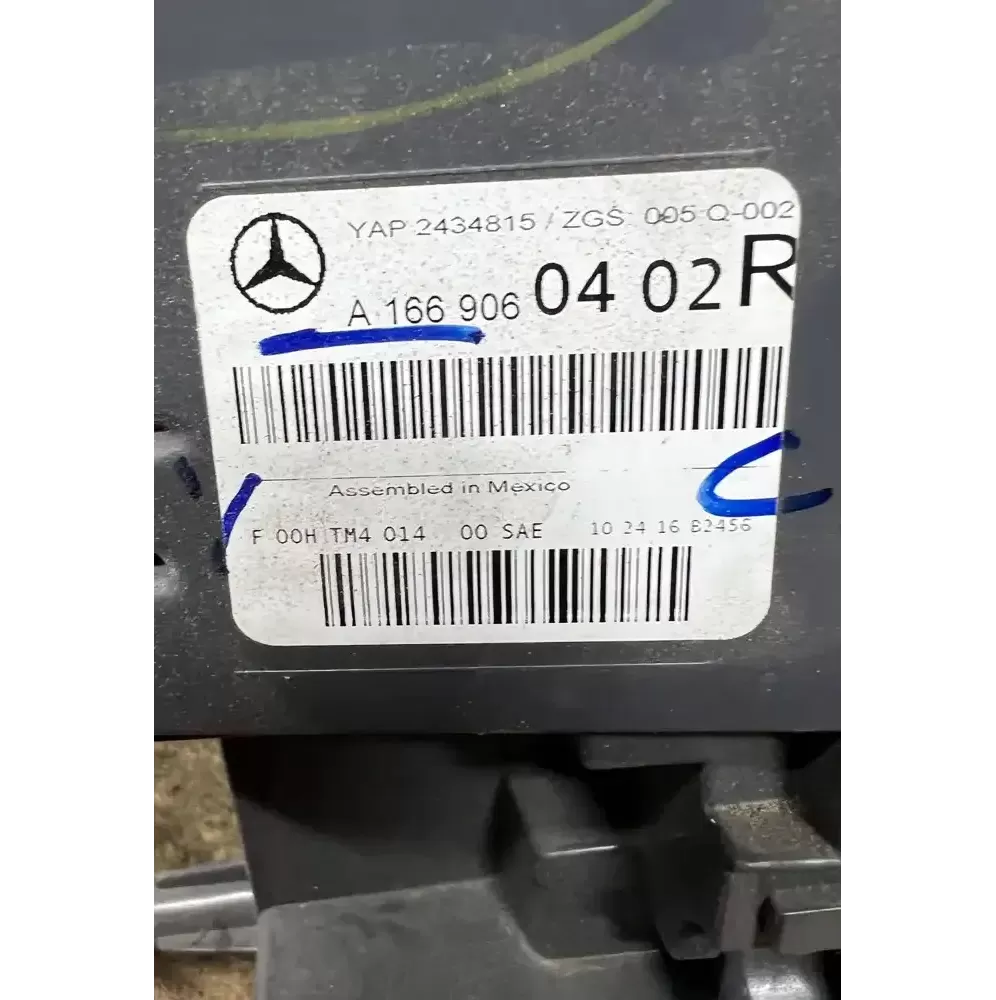 YAP 2434815 / ZGS: 005 Q-002
A 166 906 04 02 R
Assembled in Mexico
F 00H TM4 014 00 SAE 10 24 16 B2456